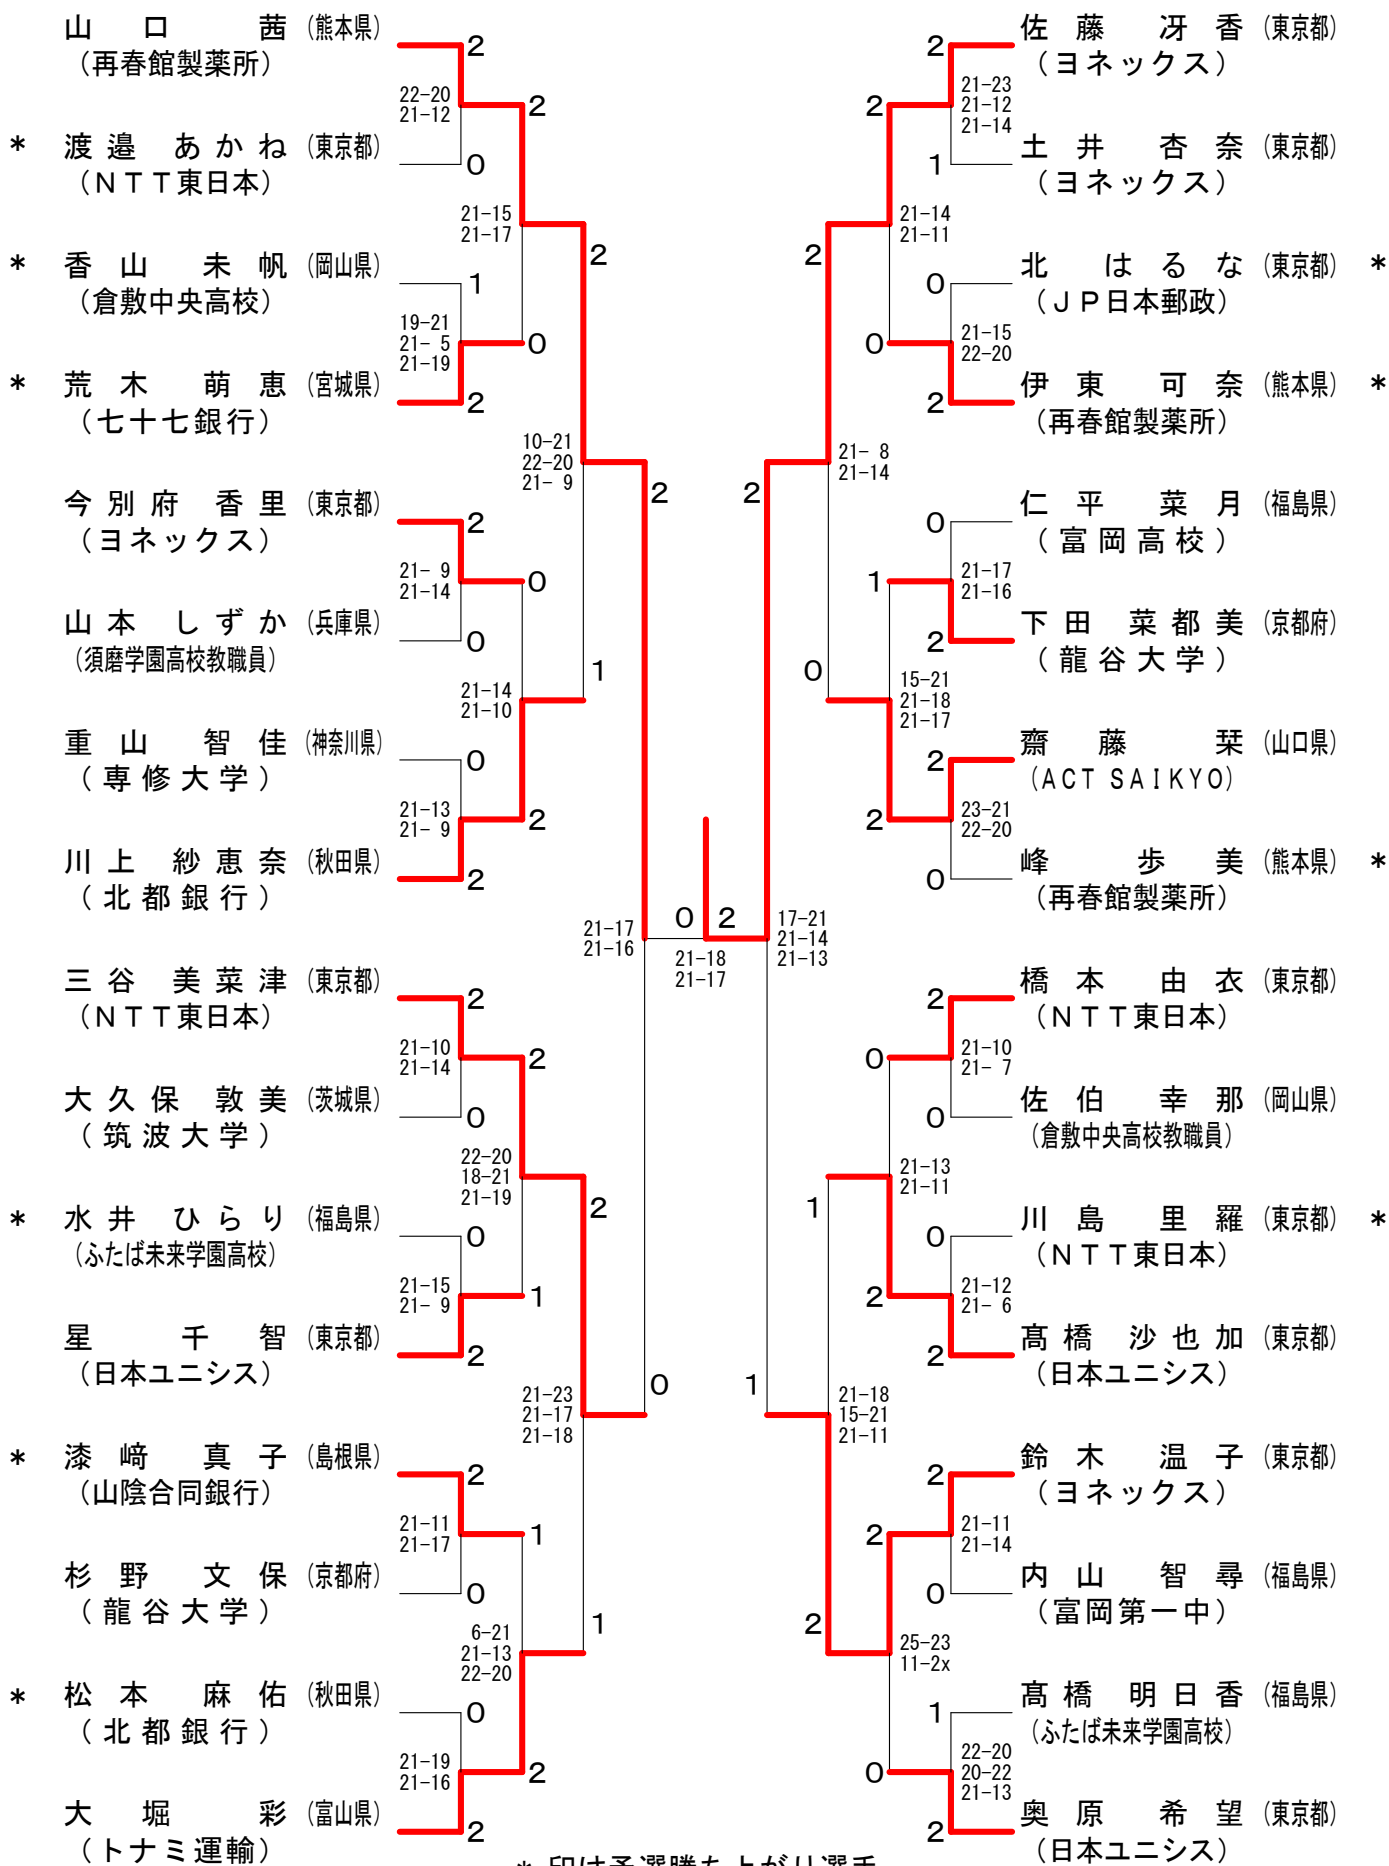 山口 茜 (熊本県)
(再春館製薬所)
2
22-20
21-12
2
* 渡邉 あかね (東京都)
(NTT東日本)
0
21-15
21-17
2
* 香山 未帆 (岡山県)
(倉敷中央高校)
1
19-21
21- 5
21-19
0
* 荒木 萌恵 (宮城県)
(七十七銀行)
2
10-21
22-20
21- 9
2
今別府 香里 (東京都)
(ヨネックス)
2
21- 9
21-14
0
山本 しずか (兵庫県)
(須磨学園高校教職員)
0
21-14
21-10
1
重山 智佳 (神奈川県)
(専修大学)
0
21-13
21- 9
2
川上 紗恵奈 (秋田県)
(北都銀行)
2
21-17
21-16
0
三谷 美菜津 (東京都)
(NTT東日本)
2
21-10
21-14
2
大久保 敦美 (茨城県)
(筑波大学)
0
22-20
18-21
21-19
2
* 水井 ひらり (福島県)
(ふたば未来学園高校)
0
21-15
21- 9
1
星 千智 (東京都)
(日本ユニシス)
2
21-23
21-17
21-18
0
* 漆﨑 真子 (島根県)
(山陰合同銀行)
2
21-11
21-17
1
杉野 文保 (京都府)
(龍谷大学)
0
6-21
21-13
22-20
1
* 松本 麻佑 (秋田県)
(北都銀行)
0
21-19
21-16
2
大堀 彩 (富山県)
(トナミ運輸)
2
21-18
21-17
佐藤 冴香 (東京都)
(ヨネックス)
2
21-23
21-12
21-14
2
土井 杏奈 (東京都)
(ヨネックス)
1
21-14
21-11
2
北 はるな (東京都) *
(JP日本郵政)
0
21-15
22-20
0
伊東 可奈 (熊本県) *
(再春館製薬所)
2
21- 8
21-14
2
仁平 菜月 (福島県)
(富岡高校)
0
21-17
21-16
1
下田 菜都美 (京都府)
(龍谷大学)
2
15-21
21-18
21-17
0
齋藤 栞 (山口県)
(ACT SAIKYO)
2
23-21
22-20
2
峰 歩美 (熊本県) *
(再春館製薬所)
0
2
17-21
21-14
21-13
橋本 由衣 (東京都)
(NTT東日本)
2
21-10
21- 7
0
佐伯 幸那 (岡山県)
(倉敷中央高校教職員)
0
21-13
21-11
1
川島 里羅 (東京都) *
(NTT東日本)
0
21-12
21- 6
2
髙橋 沙也加 (東京都)
(日本ユニシス)
2
21-18
15-21
21-11
1
鈴木 温子 (東京都)
(ヨネックス)
2
21-11
21-14
2
内山 智尋 (福島県)
(富岡第一中)
0
25-23
11-2x
2
髙橋 明日香 (福島県)
(ふたば未来学園高校)
1
22-20
20-22
21-13
0
奥原 希望 (東京都)
(日本ユニシス)
2
* 印は予選勝ち上がり選手